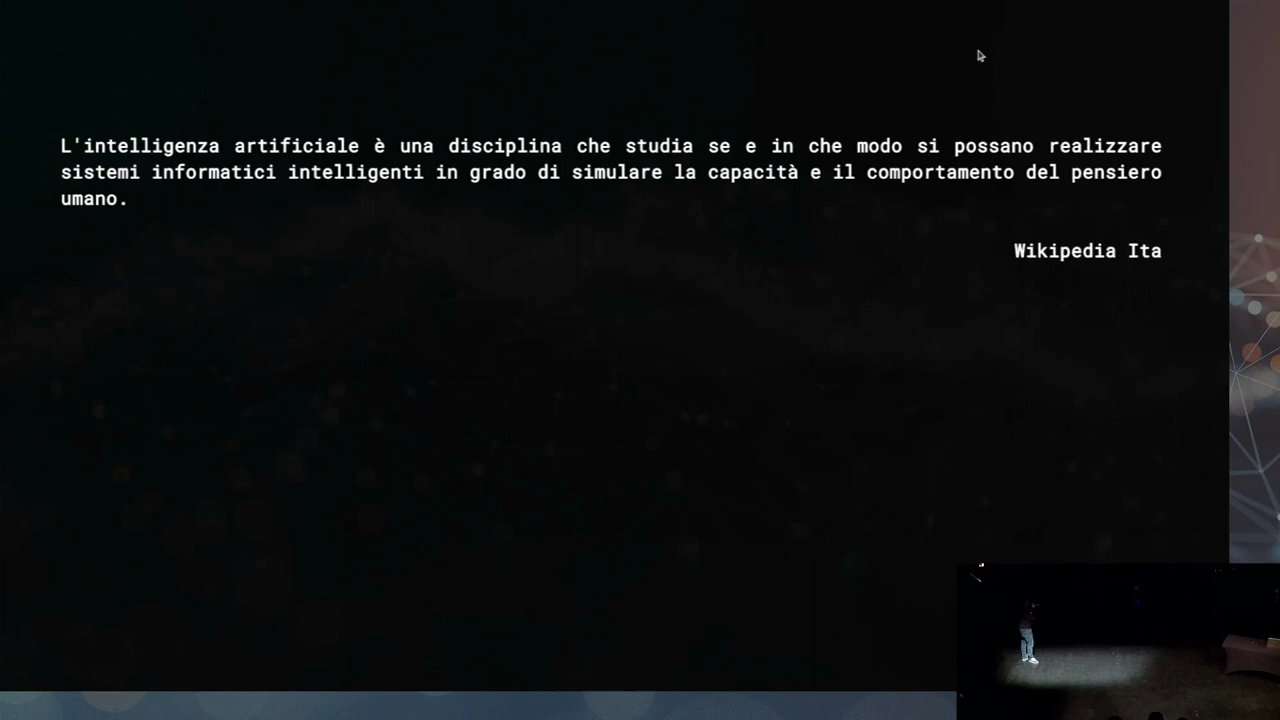 L'intelligenza artificiale è una disciplina che studia se e in che modo si possano realizzare
sistemi informatici intelligenti in grado di simulare la capacità e il comportamento del pensiero
umano.
Wikipedia Ita